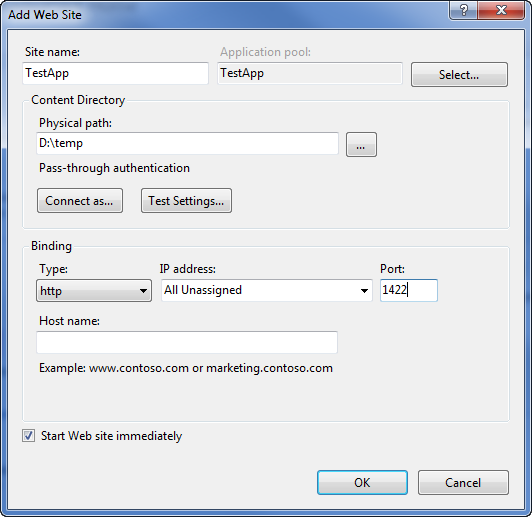 Add Web Site
Site name: Application pool:
TestApp TestApp Select...
Content Directory
Physical path:
D:\temp ...
Pass-through authentication
Connect as... Test Settings...
Binding
Type: IP address: Port:
http All Unassigned 1422
Host name:
Example: www.contoso.com or marketing.contoso.com
Start Web site immediately
OK Cancel